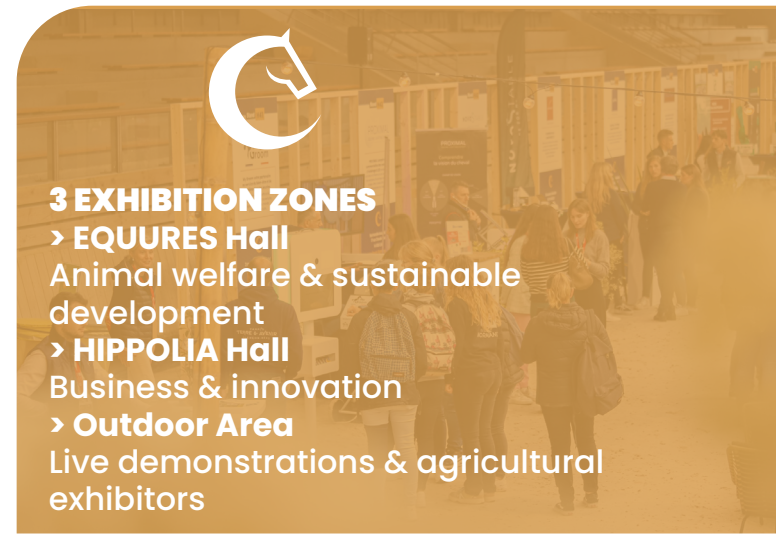 3 EXHIBITION ZONES
> EQUURES Hall
Animal welfare & sustainable
development
> HIPPOLIA Hall
Business & innovation
> Outdoor Area
Live demonstrations & agricultural
exhibitors